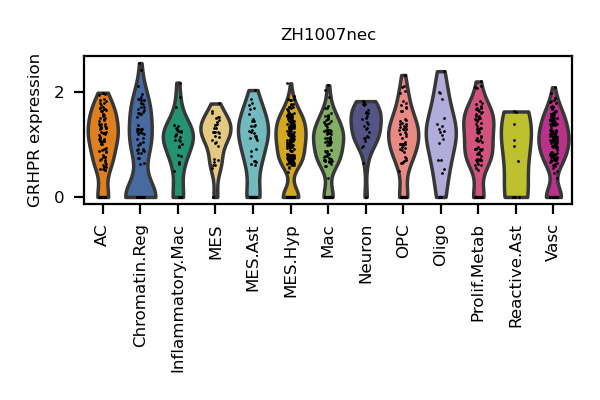 ZH1007nec
GRHPR expression
2
0
AC
Chromatin.Reg
Inflammatory.Mac
MES
MES.Ast
MES.Hyp
Mac
Neuron
OPC
Oligo
Prolif.Metab
Reactive.Ast
Vasc